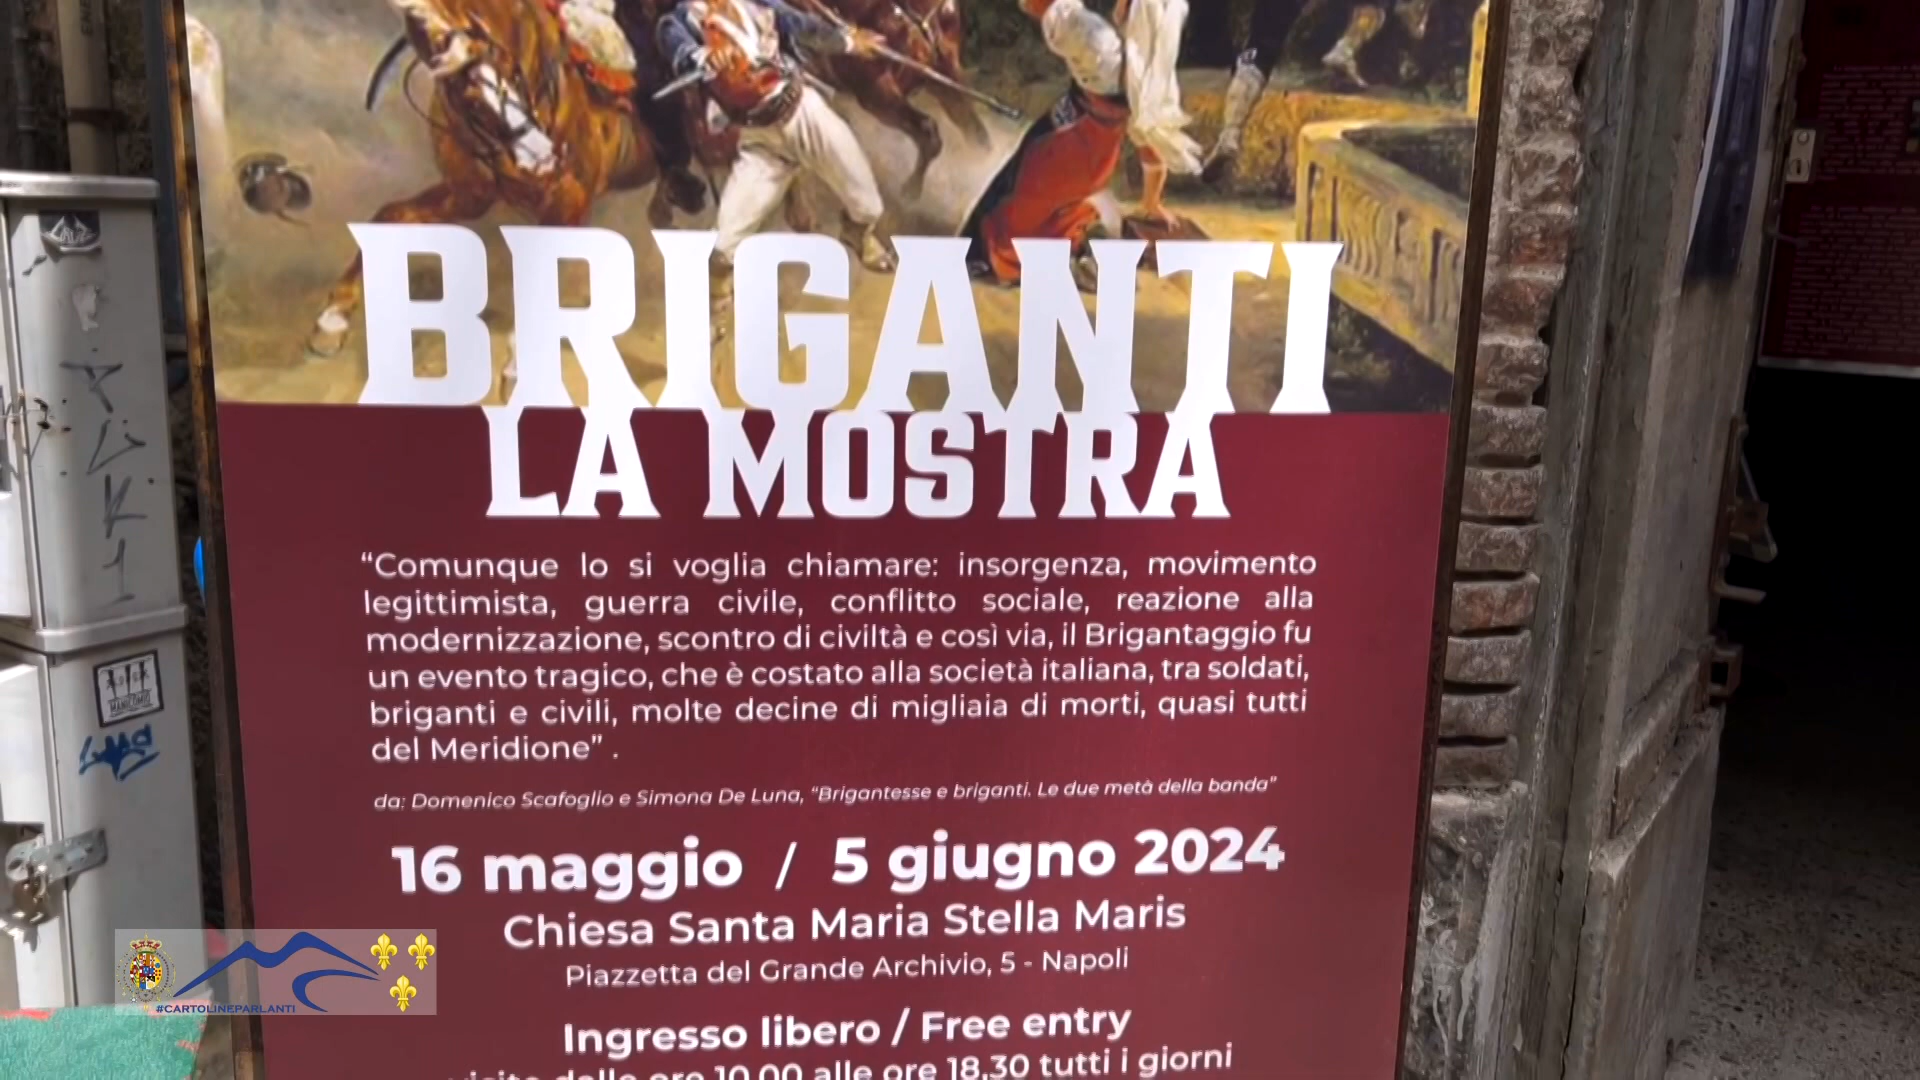 BRIGANTI
LA MOSTRA
“Comunque lo si voglia chiamare: insorgenza, movimento
legittimista, guerra civile, conflitto sociale, reazione alla
modernizzazione, scontro di civiltà e così via, il Brigantaggio fu
un evento tragico, che è costato alla società italiana, tra soldati,
briganti e civili, molte decine di migliaia di morti, quasi tutti
del Meridione” .
da: Domenico Scafoglio e Simona De Luna, “Brigantesse e briganti. Le due metà della banda”
16 maggio / 5 giugno 2024
Chiesa Santa Maria Stella Maris
Piazzetta del Grande Archivio, 5 - Napoli
Ingresso libero / Free entry
visite dalle ore 10,00 alle ore 18,30 tutti i giorni
#CARTOLINEPARLANTI